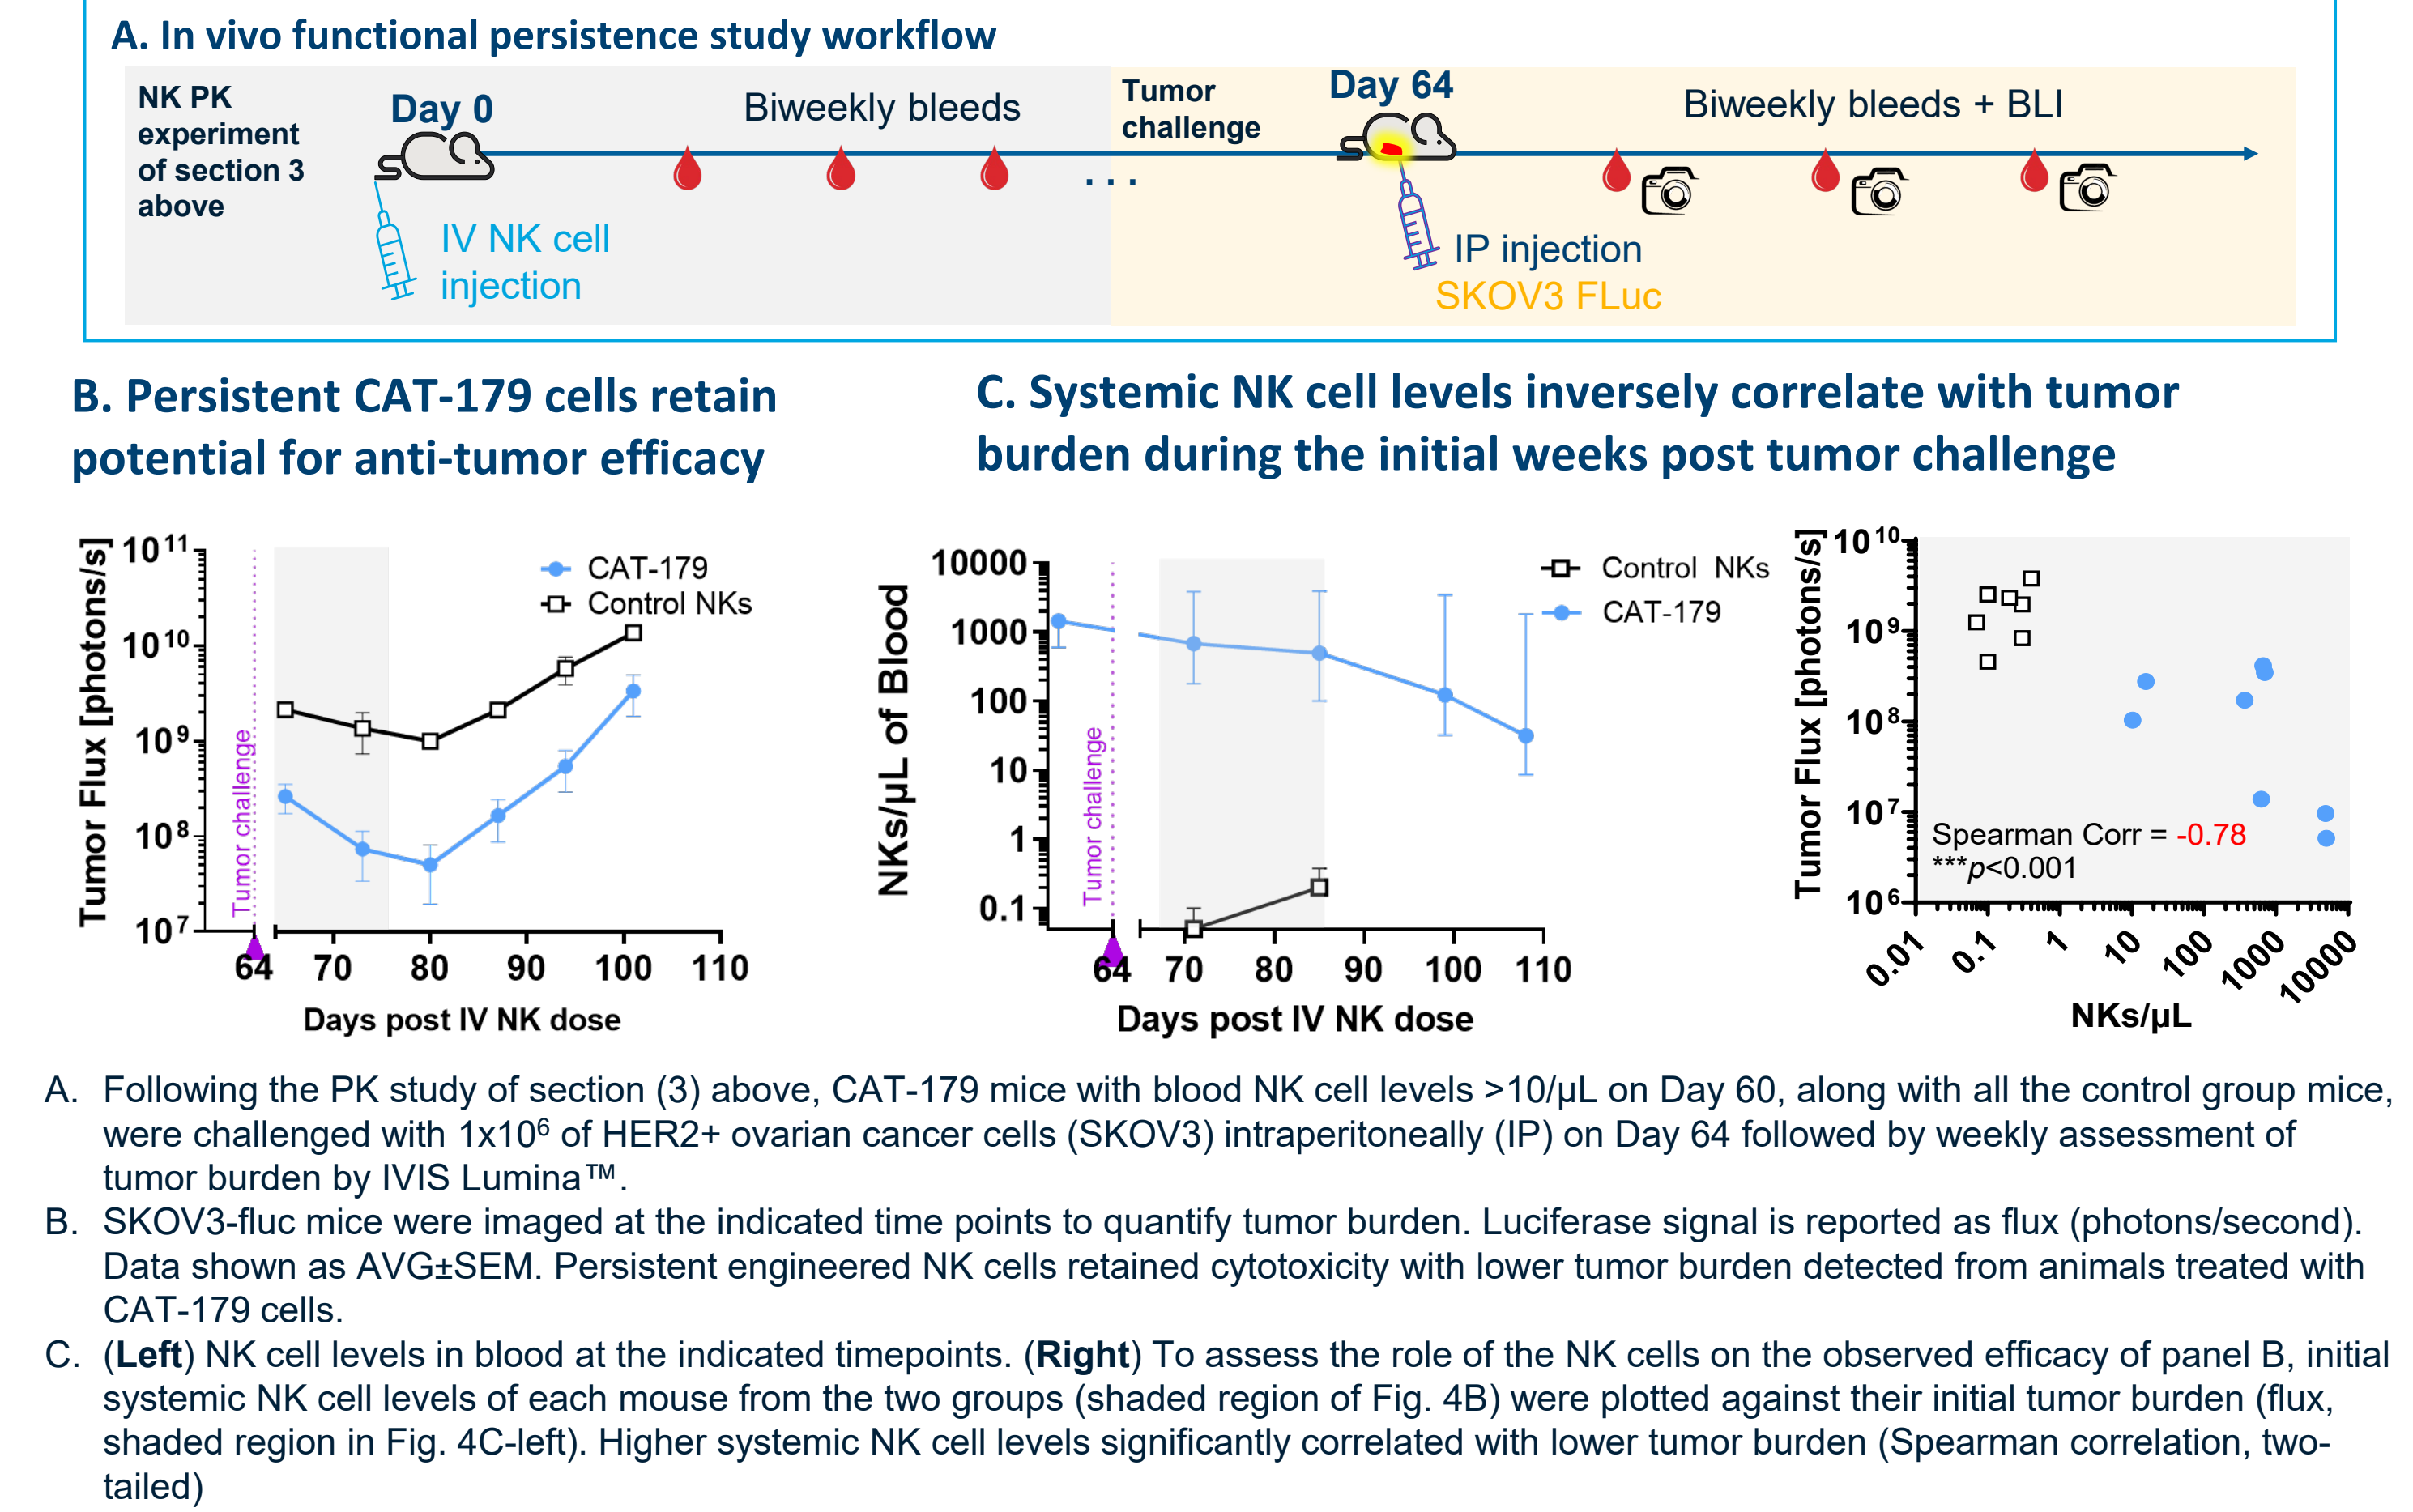 A. In vivo functional persistence study workflow
NK PK
experiment
of section 3
above
Day 0
Biweekly bleeds
IV NK cell
injection
. . .
Tumor
challenge
Day 64
Biweekly bleeds + BLI
IP injection
SKOV3 FLuc
B. Persistent CAT-179 cells retain
potential for anti-tumor efficacy
C. Systemic NK cell levels inversely correlate with tumor
burden during the initial weeks post tumor challenge
Tumor Flux [photons/s]
10¹¹
10¹⁰
10⁹
10⁸
10⁷
Tumor challenge
CAT-179
Control NKs
64 70 80 90 100 110
Days post IV NK dose
NKs/μL of Blood
10000
1000
100
10
1
0.1
Tumor challenge
Control NKs
CAT-179
64 70 80 90 100 110
Days post IV NK dose
Tumor Flux [photons/s]
10¹⁰
10⁹
10⁸
10⁷
10⁶
Spearman Corr = -0.78
***p<0.001
0.01 0.1 1 10 100 1000 10000
NKs/μL
A. Following the PK study of section (3) above, CAT-179 mice with blood NK cell levels >10/μL on Day 60, along with all the control group mice,
were challenged with 1x10⁶ of HER2+ ovarian cancer cells (SKOV3) intraperitoneally (IP) on Day 64 followed by weekly assessment of
tumor burden by IVIS Lumina™.
B. SKOV3-fluc mice were imaged at the indicated time points to quantify tumor burden. Luciferase signal is reported as flux (photons/second).
Data shown as AVG±SEM. Persistent engineered NK cells retained cytotoxicity with lower tumor burden detected from animals treated with
CAT-179 cells.
C. (Left) NK cell levels in blood at the indicated timepoints. (Right) To assess the role of the NK cells on the observed efficacy of panel B, initial
systemic NK cell levels of each mouse from the two groups (shaded region of Fig. 4B) were plotted against their initial tumor burden (flux,
shaded region in Fig. 4C-left). Higher systemic NK cell levels significantly correlated with lower tumor burden (Spearman correlation, two-
tailed)